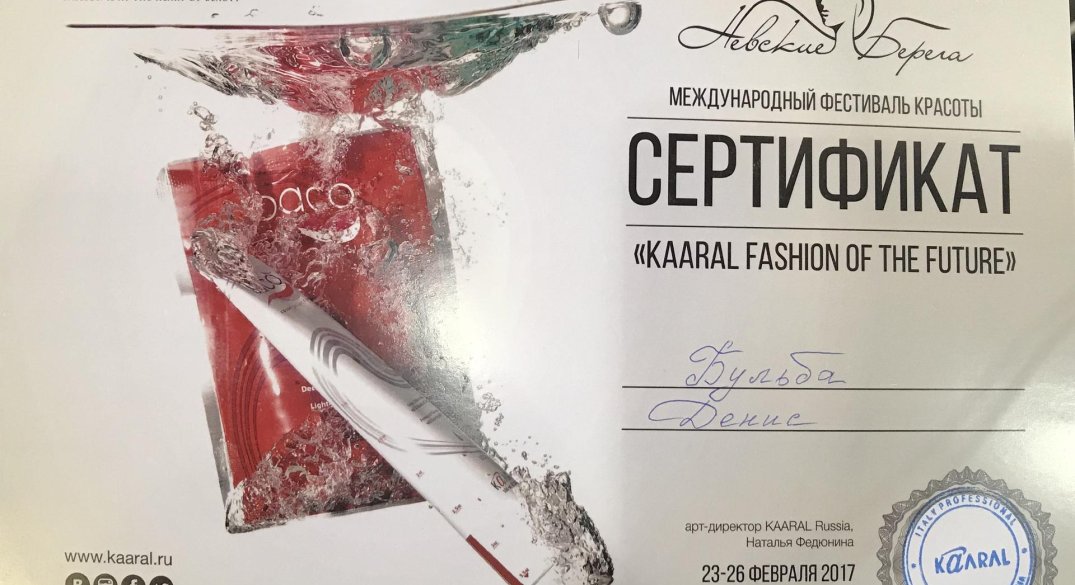 Невские Берега
МЕЖДУНАРОДНЫЙ ФЕСТИВАЛЬ КРАСОТЫ
СЕРТИФИКАТ
«KAARAL FASHION OF THE FUTURE»
Бульба
Денис
baco
www.kaaral.ru
арт-директор KAARAL Russia,
Наталья Федюнина
23-26 ФЕВРАЛЯ 2017
ITALY PROFESSIONAL
KAARAL